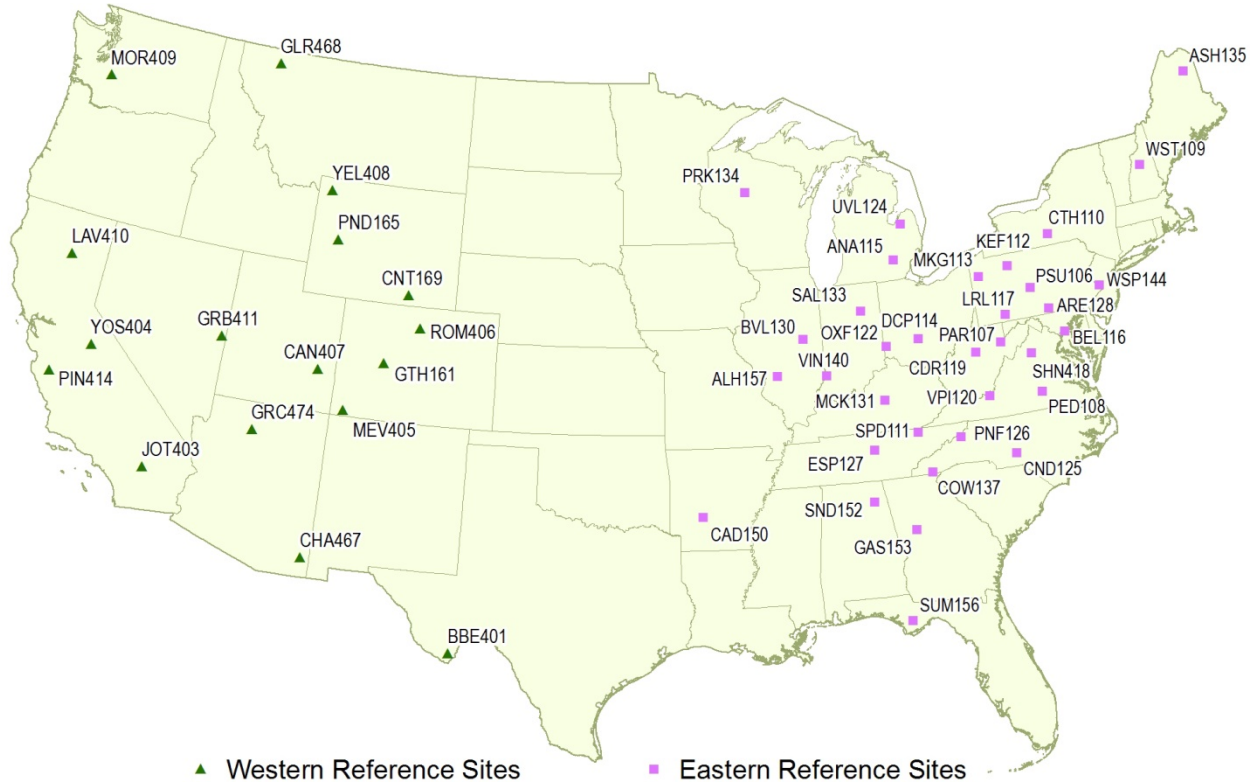 ASH135
GLR468
MOR409
WST109
YEL408
PRK134
UVL124
CTH110
PND165
LAV410
ANA115
MKG113
KEF112
CNT169
PSU106
WSP144
SAL133
LRL117
ARE128
YOS404
GRB411
ROM406
BVL130
OXF122
DCP114
PAR107
BEL116
CAN407
VIN140
CDR119
PIN414
GTH161
ALH157
SHN418
MCK131
VPI120
PED108
GRC474
MEV405
SPD111
PNF126
JOT403
ESP127
CND125
COW137
SND152
CAD150
GAS153
CHA467
SUM156
BBE401
Western Reference Sites
Eastern Reference Sites